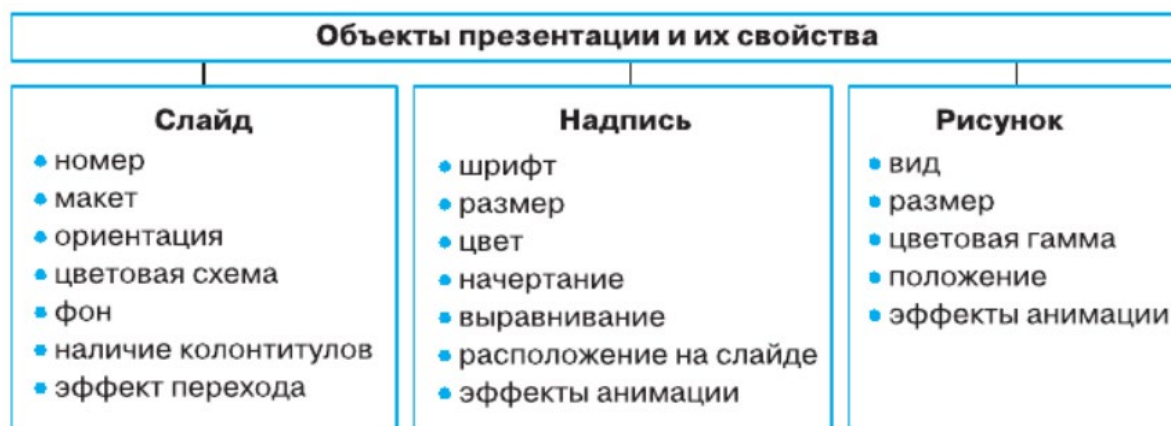 Объекты презентации и их свойства
Слайд
• номер
• макет
• ориентация
• цветовая схема
• фон
• наличие колонтитулов
• эффект перехода
Надпись
• шрифт
• размер
• цвет
• начертание
• выравнивание
• расположение на слайде
• эффекты анимации
Рисунок
• вид
• размер
• цветовая гамма
• положение
• эффекты анимации